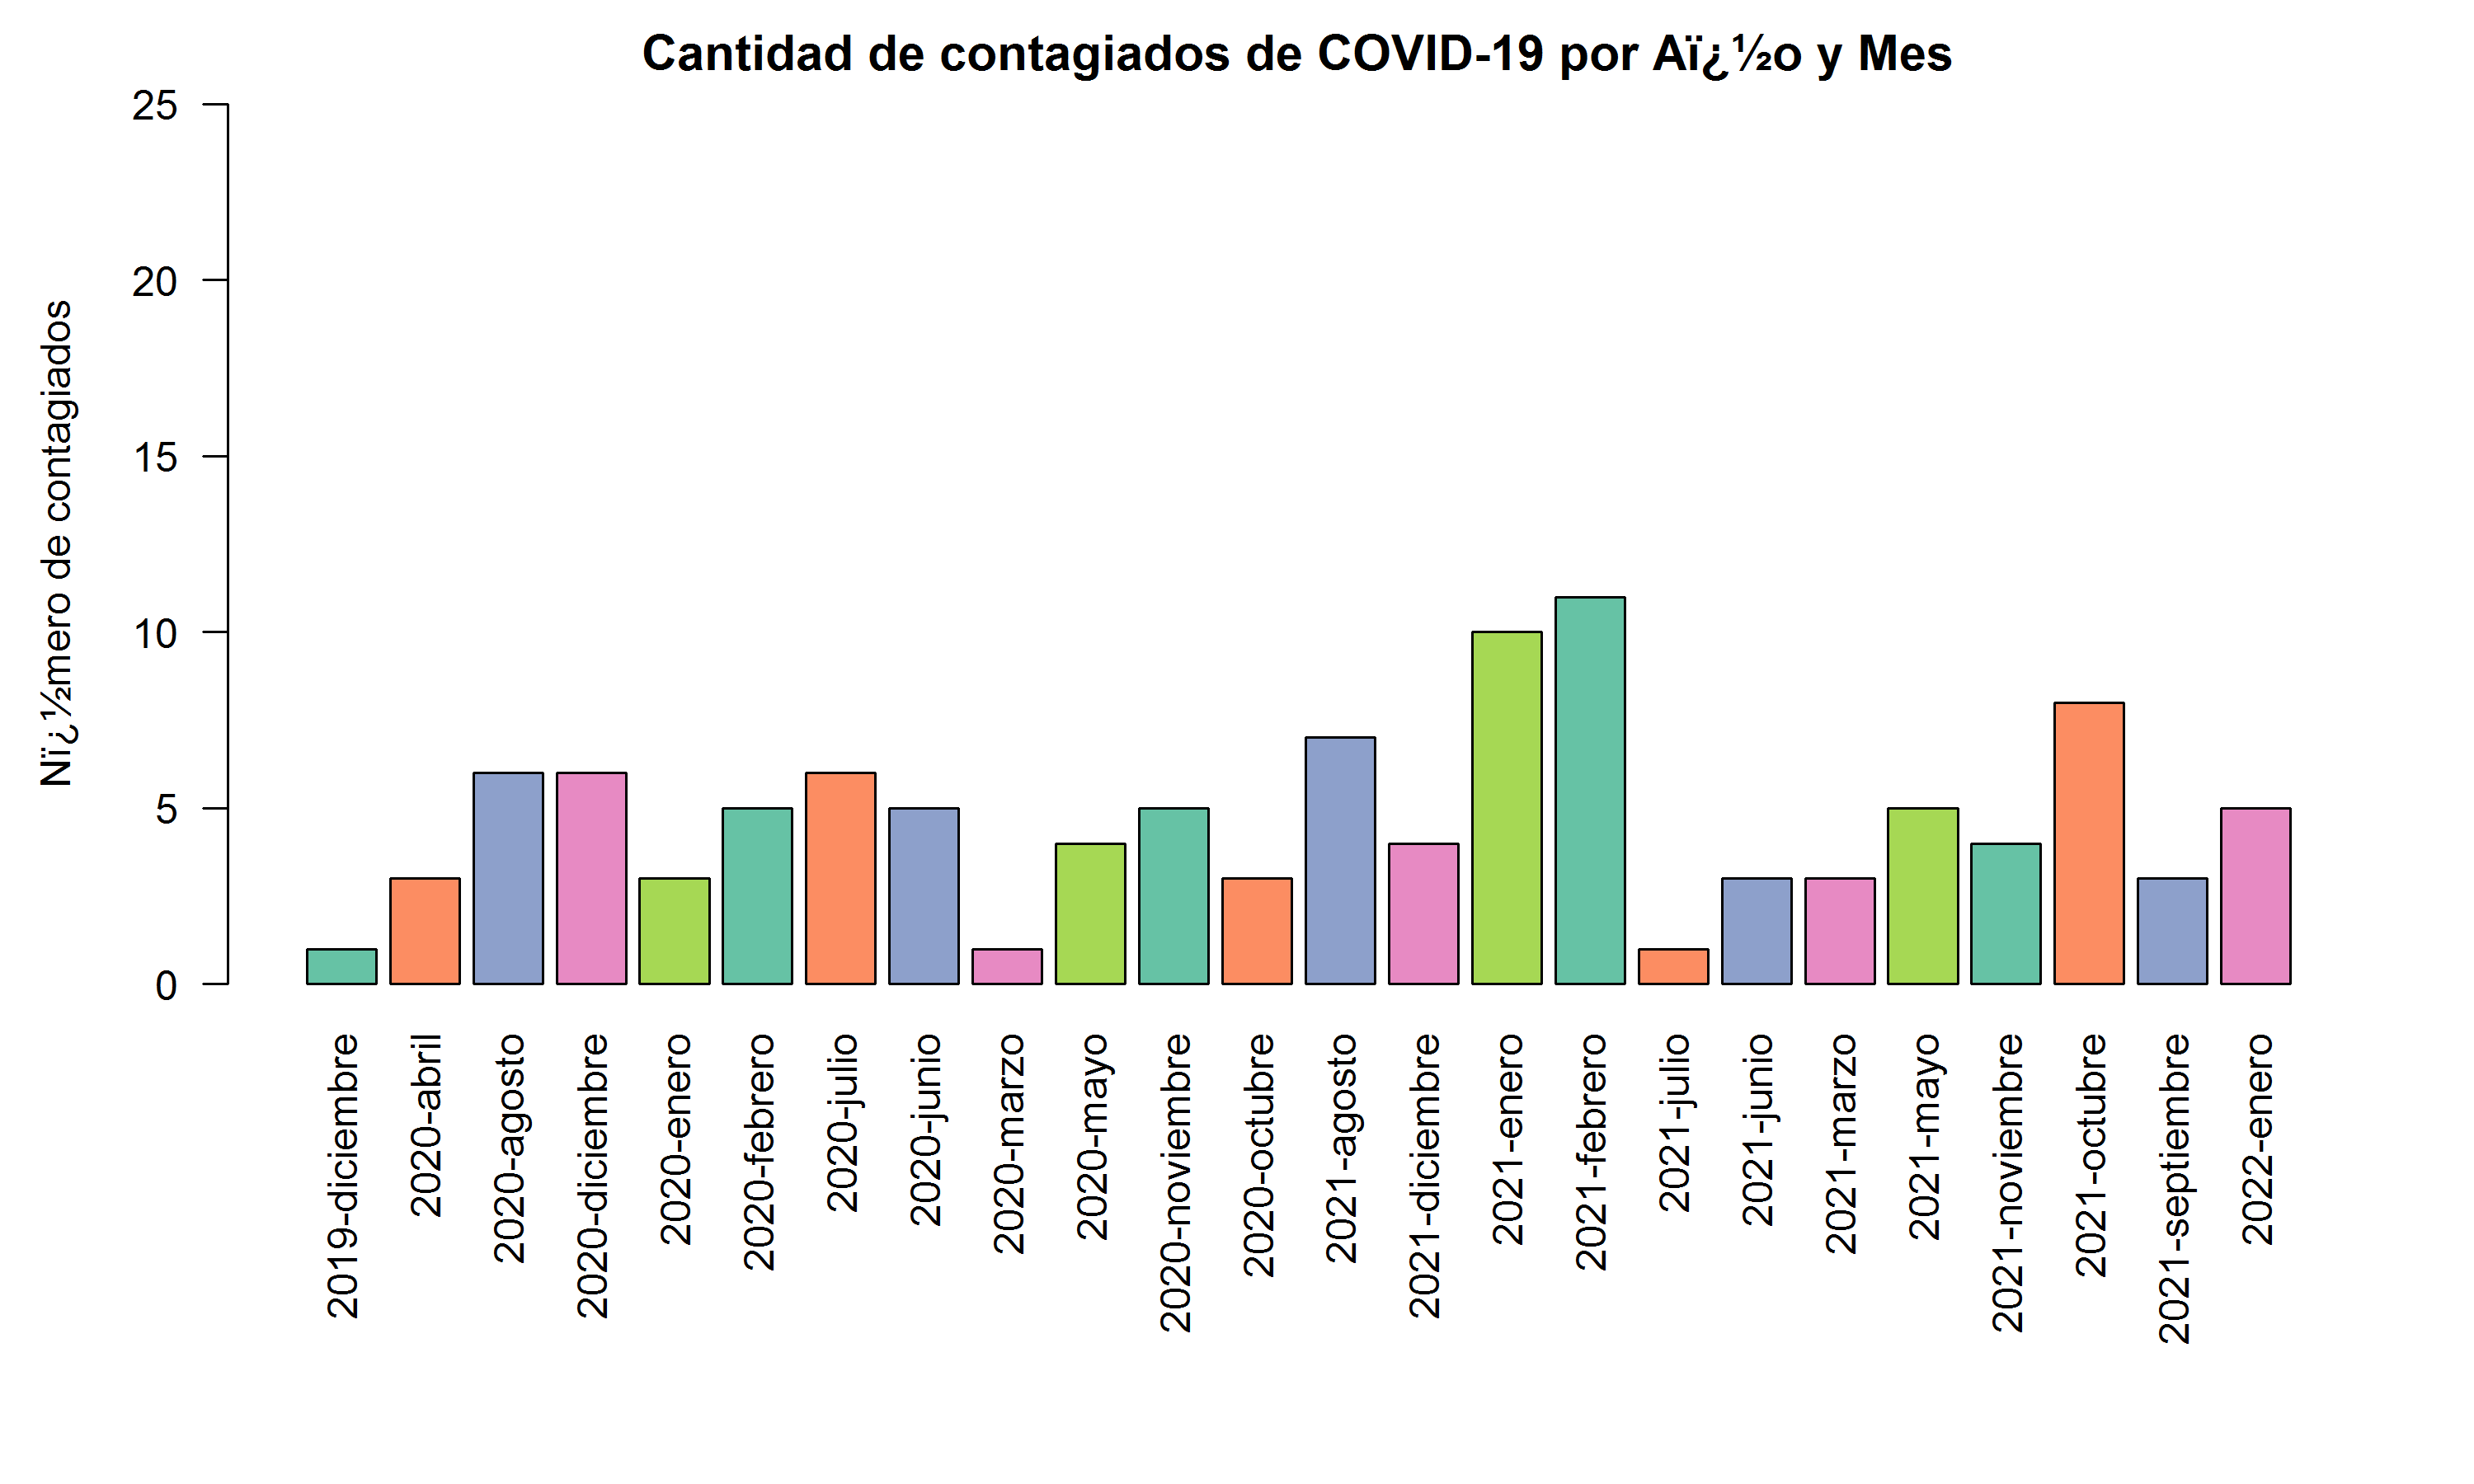 Cantidad de contagiados de COVID-19 por Aï¿½o y Mes
Nï¿½mero de contagiados
25
20
15
10
5
0
2019-diciembre
2020-abril
2020-agosto
2020-diciembre
2020-enero
2020-febrero
2020-julio
2020-junio
2020-marzo
2020-mayo
2020-noviembre
2020-octubre
2021-agosto
2021-diciembre
2021-enero
2021-febrero
2021-julio
2021-junio
2021-marzo
2021-mayo
2021-noviembre
2021-octubre
2021-septiembre
2022-enero